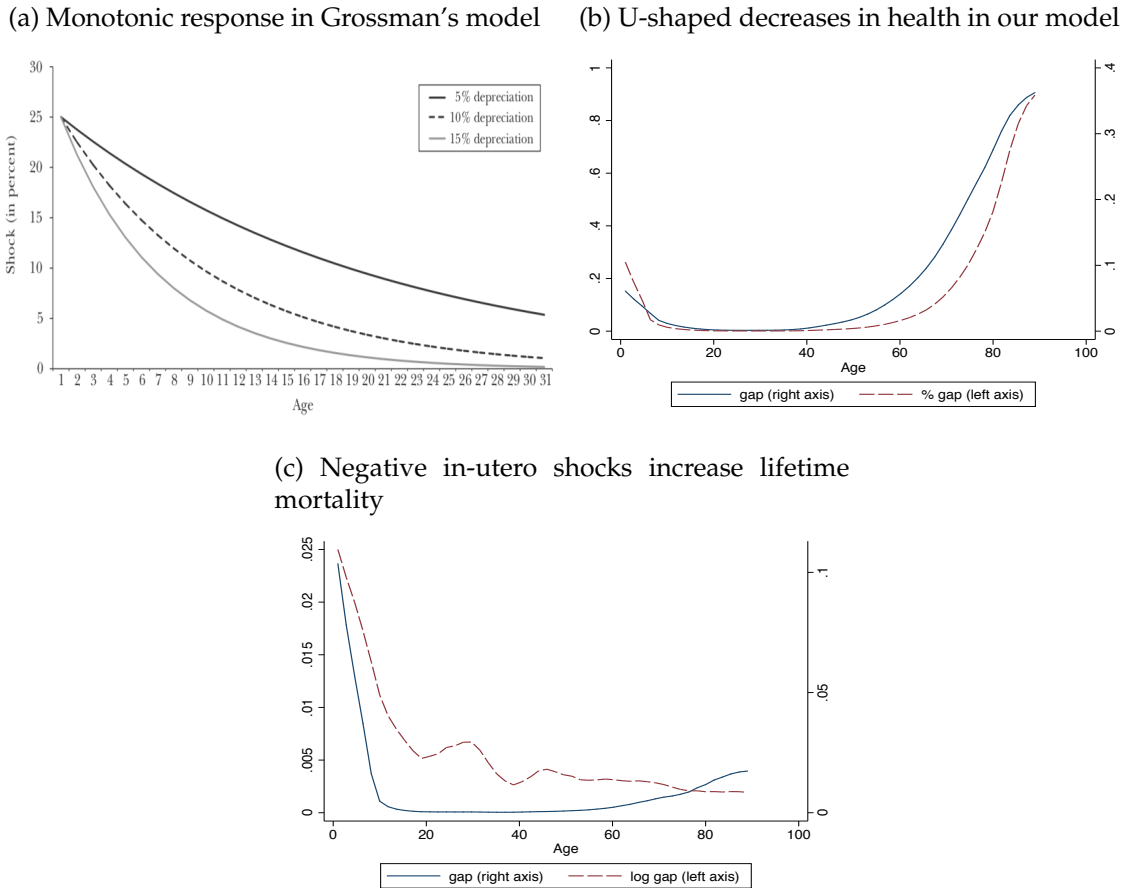 (a) Monotonic response in Grossman's model
30
25
20
15
10
5
0
Shock (in percent)
5% depreciation
10% depreciation
15% depreciation
1 2 3 4 5 6 7 8 9 10 11 12 13 14 15 16 17 18 19 20 21 22 23 24 25 26 27 28 29 30 31
Age
(b) U-shaped decreases in health in our model
1
.8
.6
.4
.2
0
.4
.3
.2
.1
0
0 20 40 60 80 100
Age
gap (right axis) % gap (left axis)
(c) Negative in-utero shocks increase lifetime
mortality
.025
.02
.015
.01
.005
0
.1
.05
0
0 20 40 60 80 100
Age
gap (right axis) log gap (left axis)